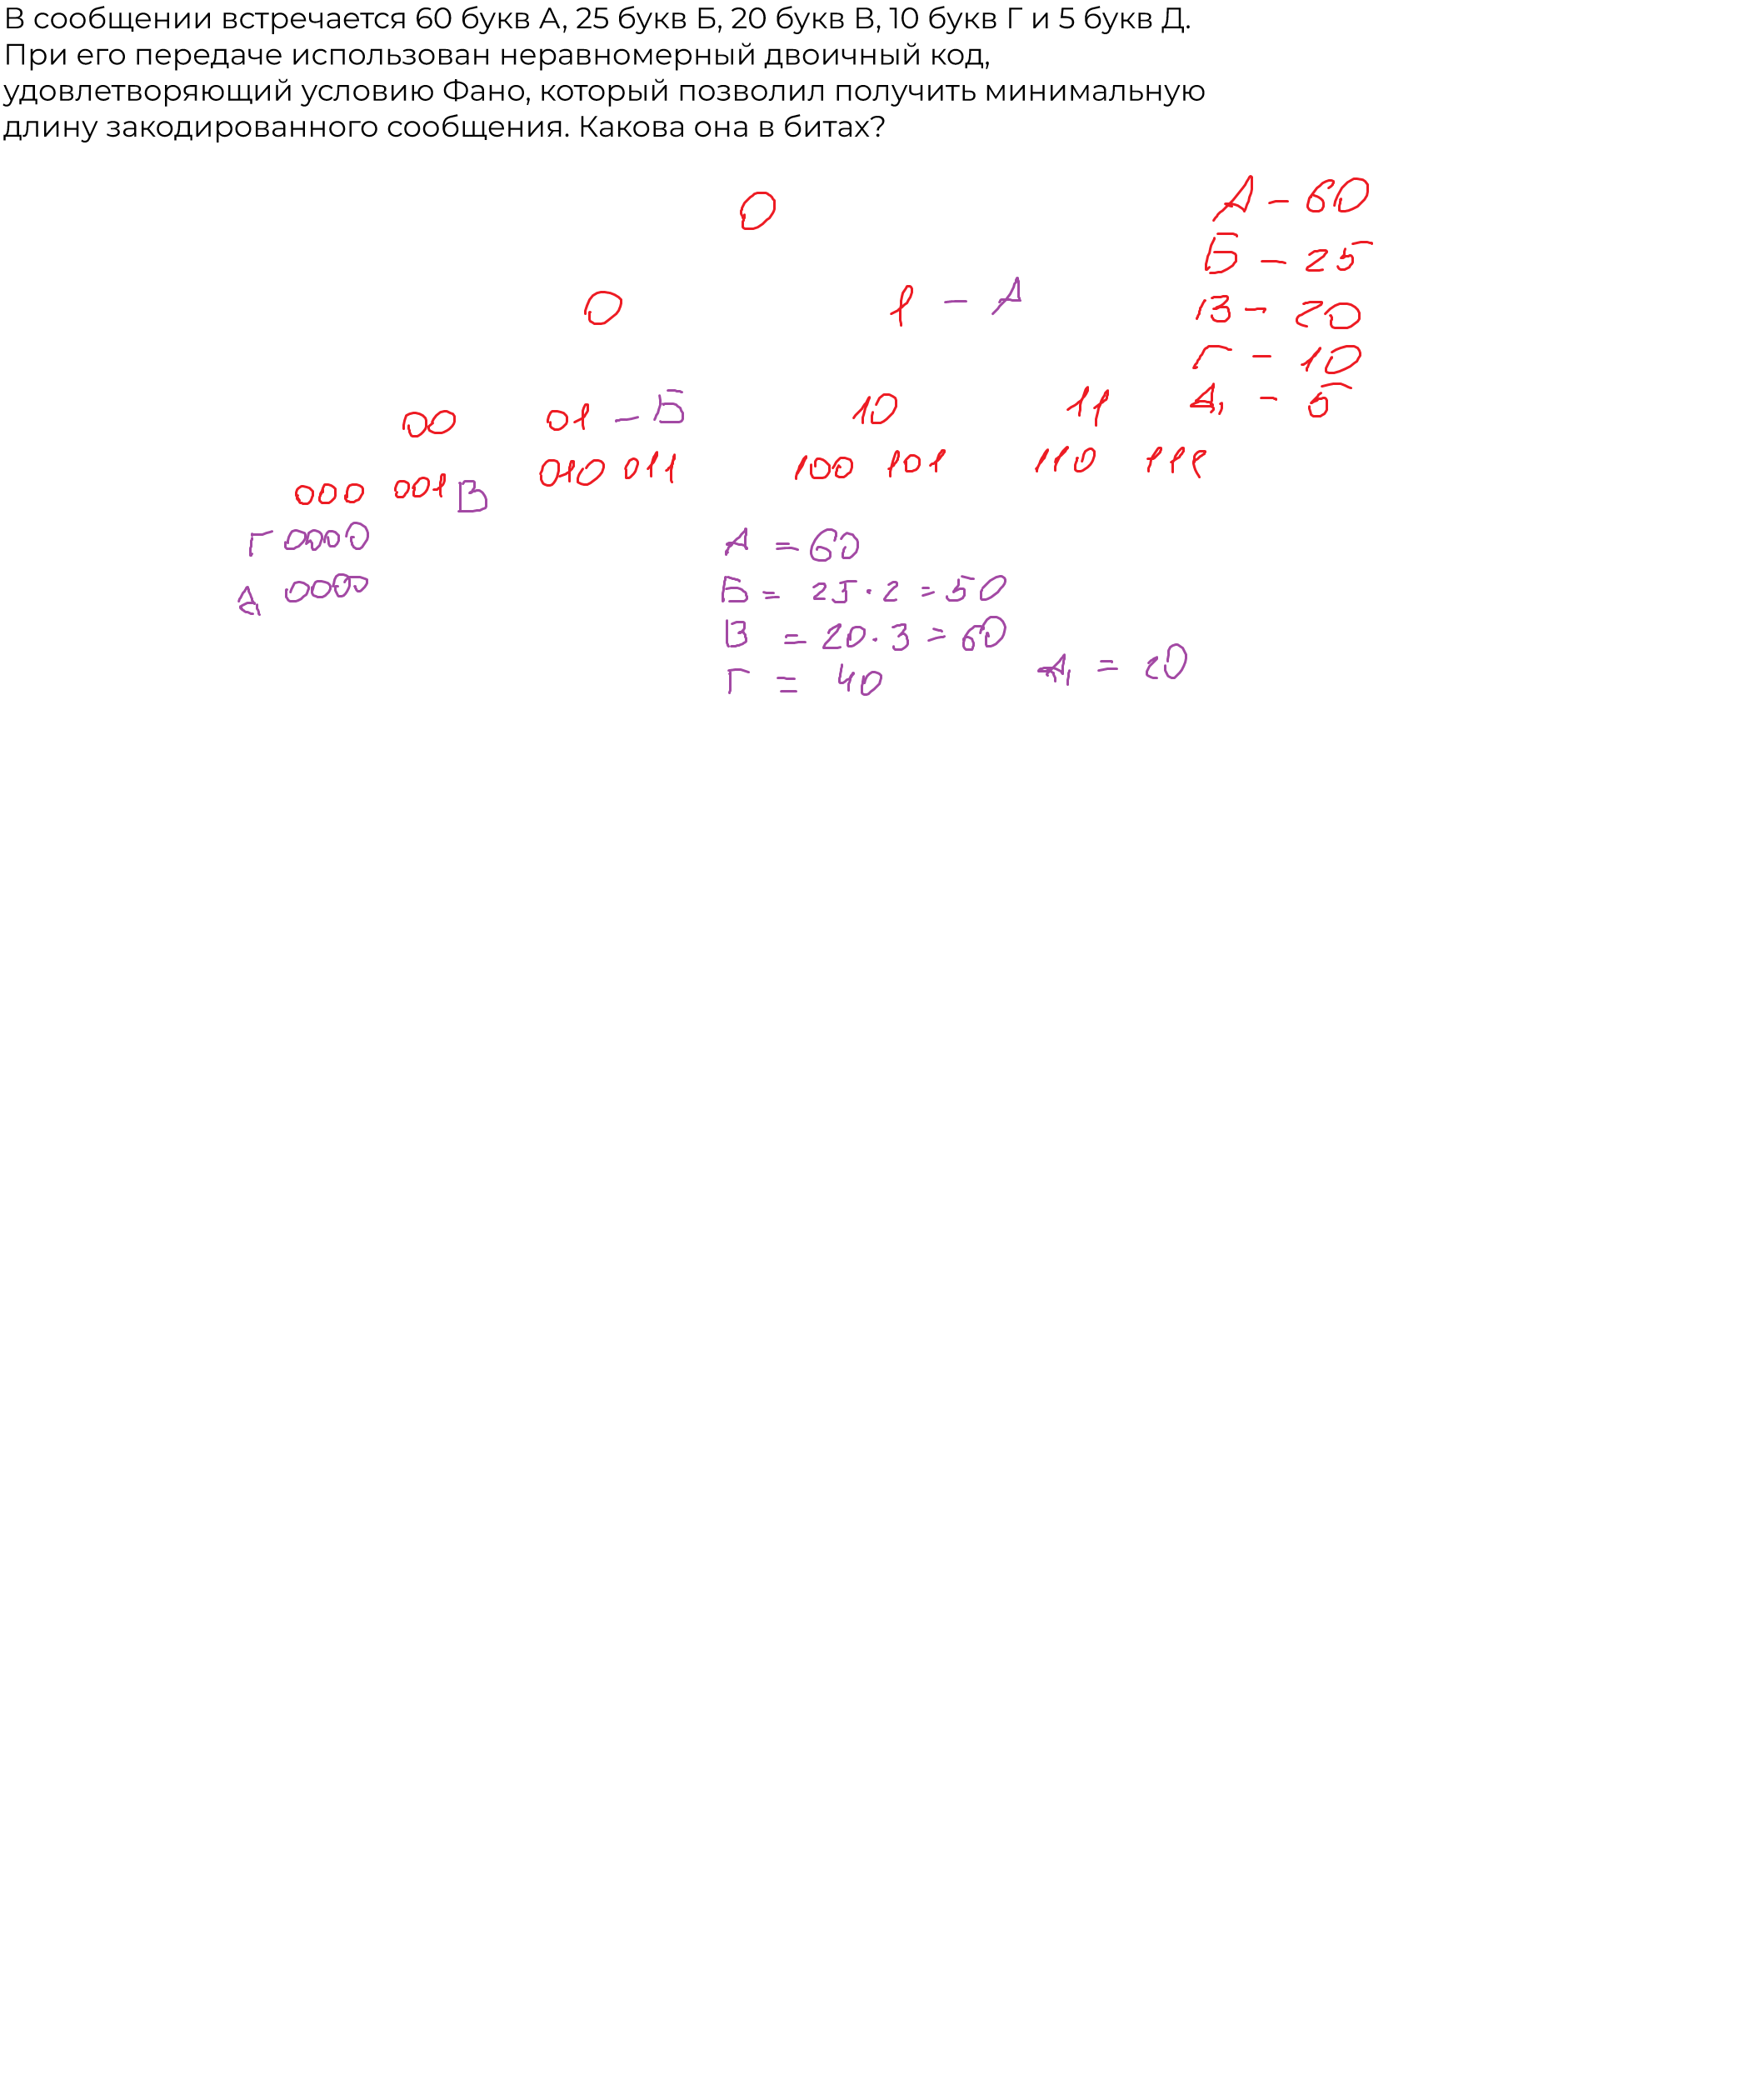 В сообщении встречается 60 букв А, 25 букв Б, 20 букв В, 10 букв Г и 5 букв Д.
При его передаче использован неравномерный двоичный код,
удовлетворяющий условию Фано, который позволил получить минимальную
длину закодированного сообщения. Какова она в битах?
0
А - 60
Б - 25
В - 20
Г - 10
Д - 5
0 1 - А
00 01 - Б 10 11
000 001 В 010 011 100 101 110 111
Г 0000
Д 0000
А = 60
Б = 25 · 2 = 50
В = 20 · 3 = 60
Г = 40 Д = 20